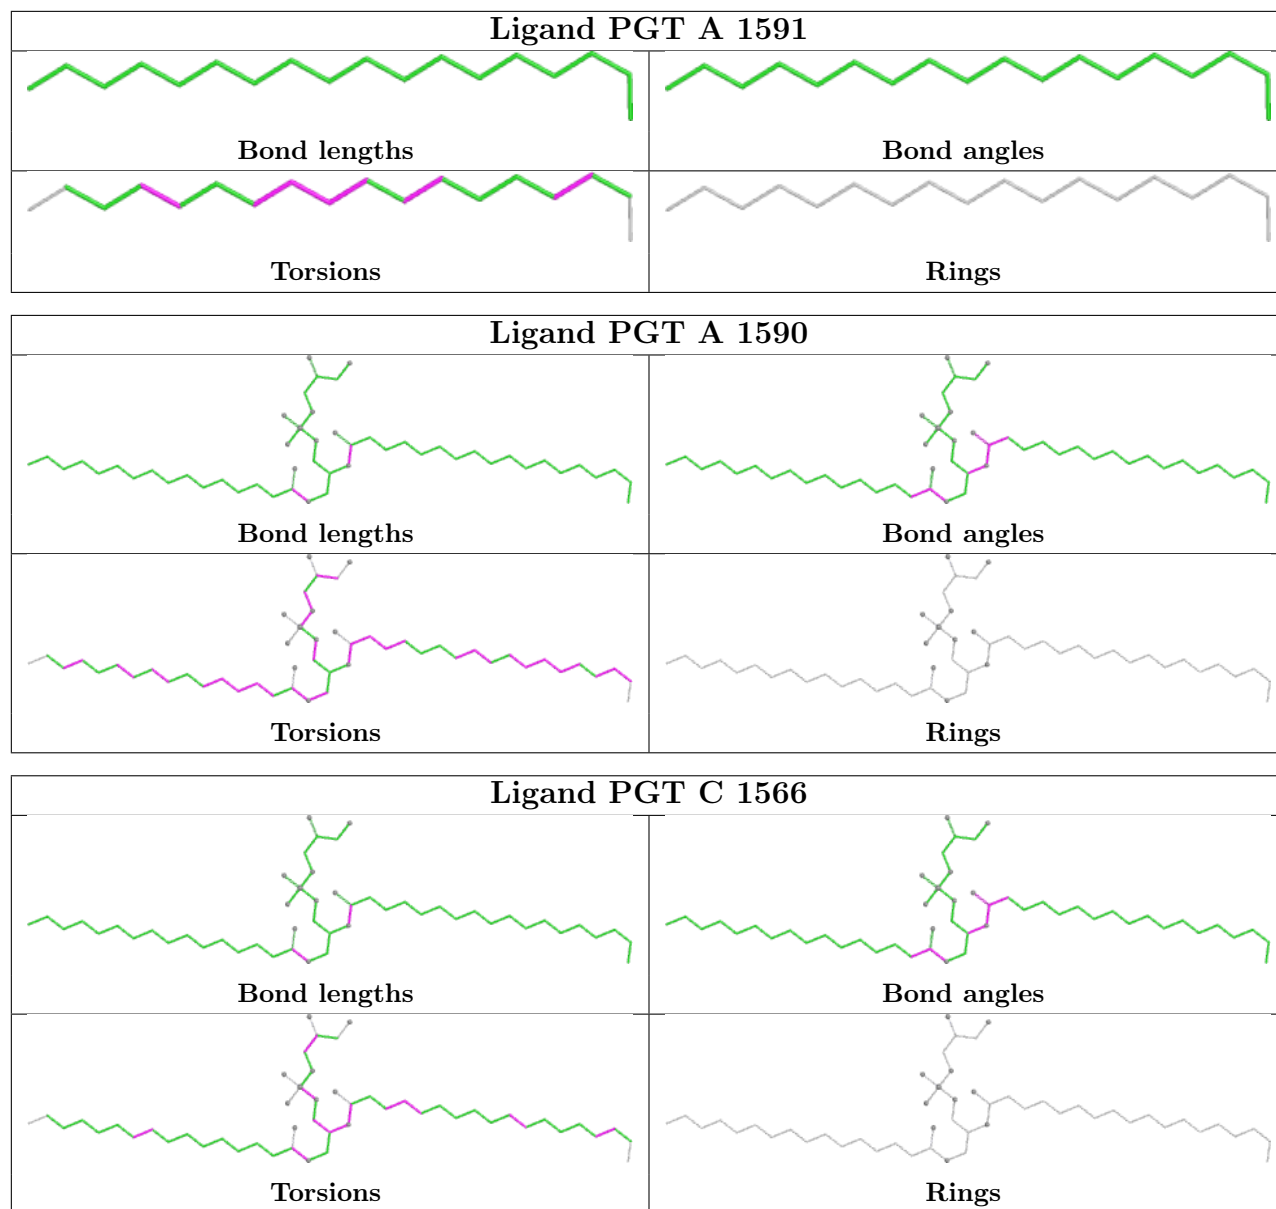 Ligand PGT A 1591
Bond lengths
Bond angles
Torsions
Rings
Ligand PGT A 1590
Bond lengths
Bond angles
Torsions
Rings
Ligand PGT C 1566
Bond lengths
Bond angles
Torsions
Rings